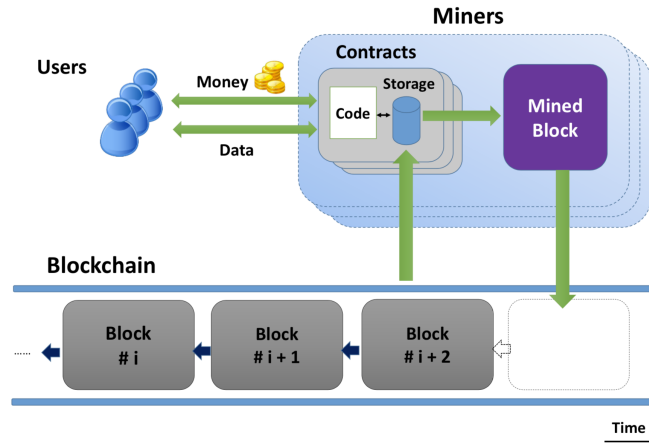 Miners
Contracts
Users
Money
Storage
Code
Mined
Block
Data
Blockchain
Block
# i
Block
# i + 1
Block
# i + 2
......
Time